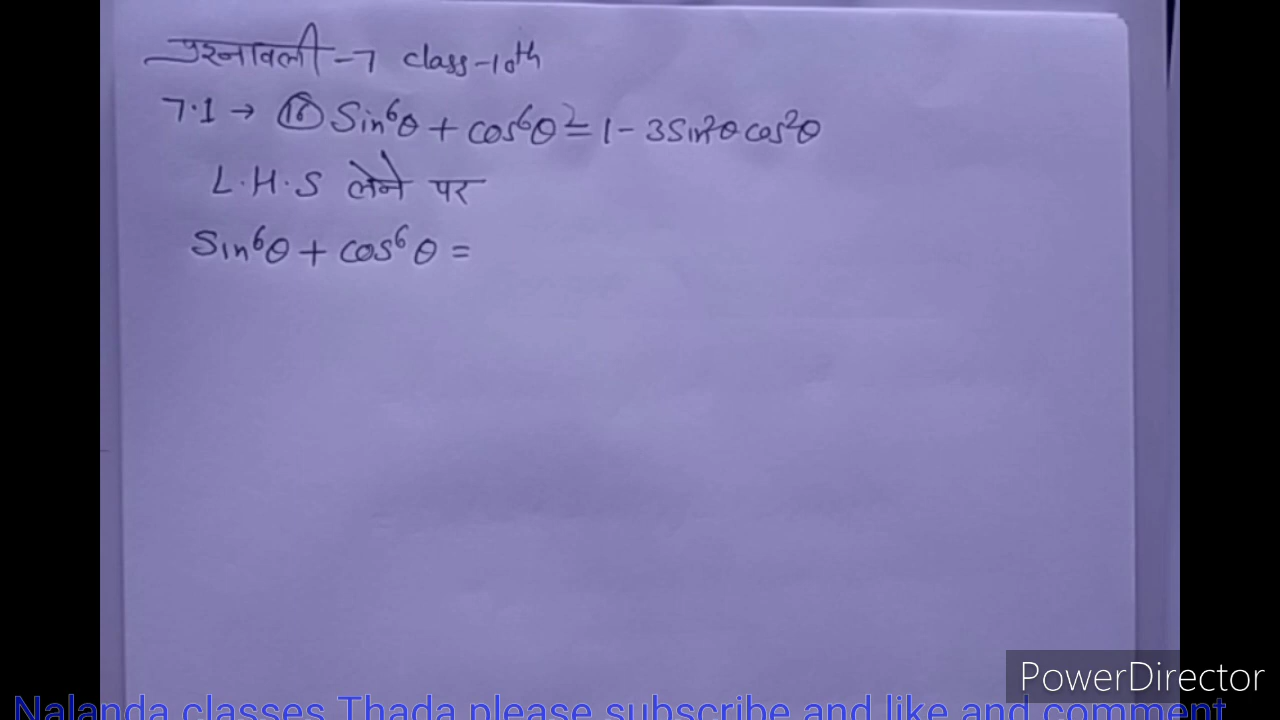 प्रश्नावली-7 class-10th
7.1 → 18 Sin⁶θ + cos⁶θ = 1 - 3Sin²θ cos²θ
L.H.S लेने पर
Sin⁶θ + cos⁶θ =
PowerDirector
Nalanda classes Thada please subscribe and like and comment